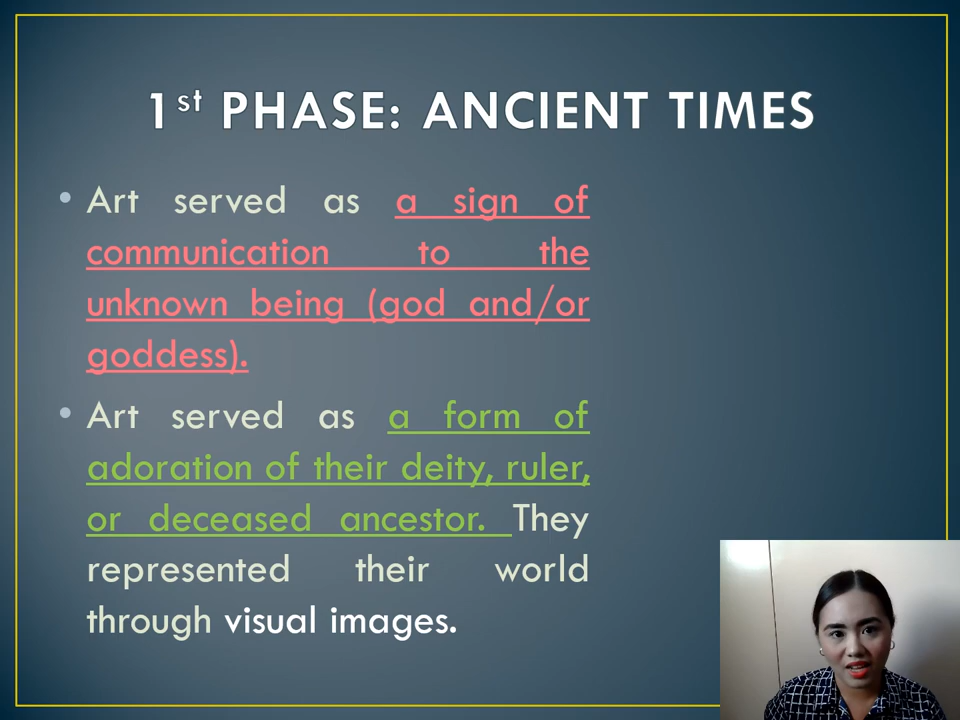 1st PHASE: ANCIENT TIMES
• Art served as a sign of
communication to the
unknown being (god and/or
goddess).
• Art served as a form of
adoration of their deity, ruler,
or deceased ancestor. They
represented their world
through visual images.